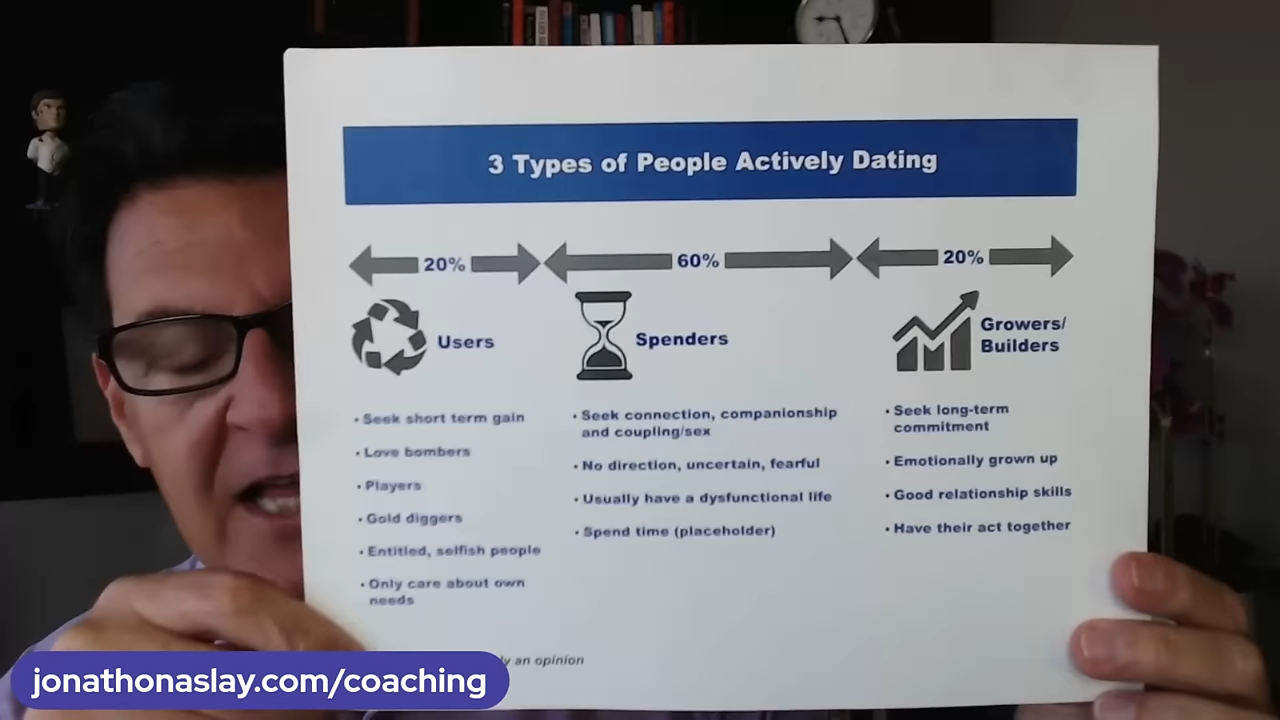 3 Types of People Actively Dating
20%
60%
20%
Users
Spenders
Growers/
Builders
• Seek short term gain
• Love bombers
• Players
• Gold diggers
• Entitled, selfish people
• Only care about own
needs
• Seek connection, companionship
and coupling/sex
• No direction, uncertain, fearful
• Usually have a dysfunctional life
• Spend time (placeholder)
• Seek long-term
commitment
• Emotionally grown up
• Good relationship skills
• Have their act together
an opinion
jonathonaslay.com/coaching